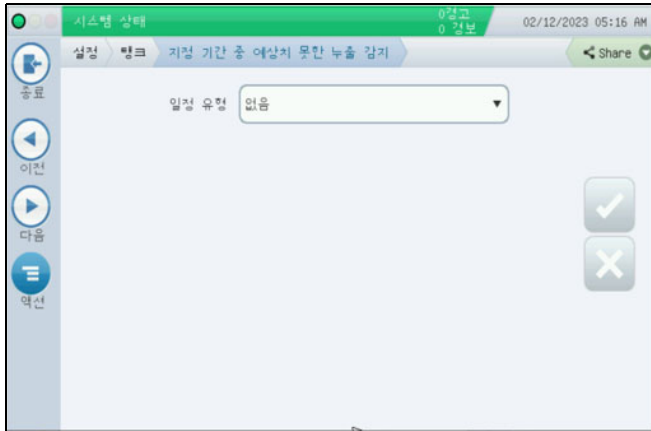 시스템 상태
0경고
0 경보
02/12/2023 05:16 AM
설정 탱크 지정 기간 중 예상치 못한 누출 감지
Share
종료
일정 유형 없음
이전
다음
액션